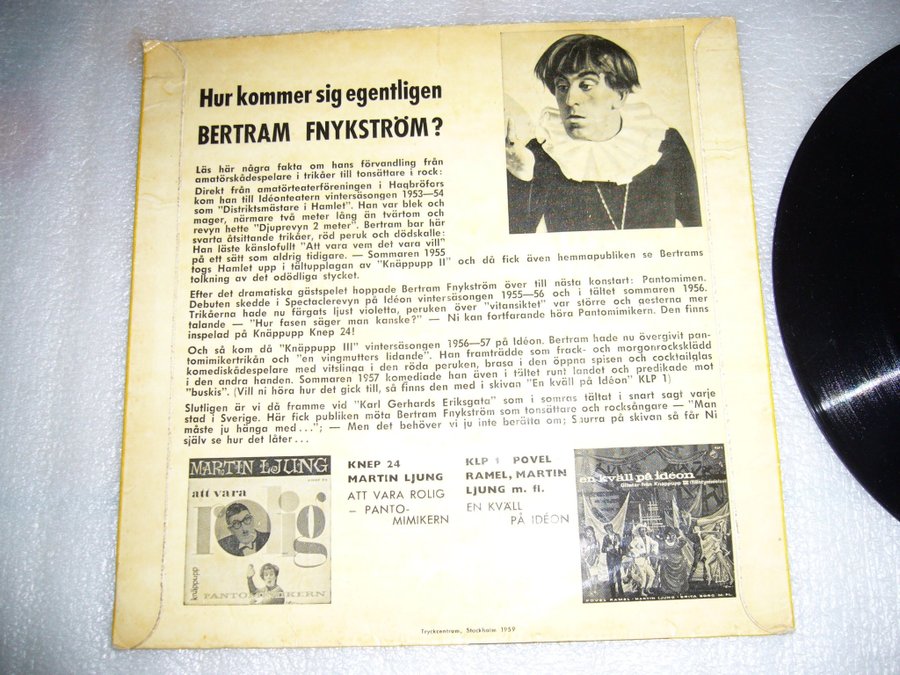 Hur kommer sig egentligen
BERTRAM FNYKSTRÖM?
Läs här några fakta om hans förvandling från
amatörskådespelare i trikåer till tonsättare i rock:
Direkt från amatörteaterföreningen i Hagbröfors
kom han till Idéonteatern vintersäsongen 1953—54
som "Distriktsmästare i Hamlet". Han var blek och
mager, närmare två meter lång än tvärtom och
revyn hette "Djuprevyn 2 meter". Bertram bar här
svarta åtsittande trikåer, röd peruk och dödskalle:
Han läste känslofullt "Att vara vem det vara vill"
på ett sätt som aldrig tidigare. — Sommaren 1955
togs Hamlet upp i tältupplagan av "Knäppupp II" och då fick även hemmapubliken se Bertrams
tolkning av det odödliga stycket.
Efter det dramatiska gästspelet hoppade Bertram Fnykström över till nästa konstart: Pantomimen.
Debuten skedde i Spectaclerevyn på Idéon vintersäsongen 1955—56 och i tältet sommaren 1956.
Trikåerna hade nu färgats ljust violetta, peruken över "vitansiktet" var större och gesterna mer
talande — "Hur fasen säger man kanske?" — Ni kan fortfarande höra Pantomimikern. Den finns
inspelad på Knäppupp Knep 24!
Och så kom då "Knäppupp III" vintersäsongen 1956—57 på Idéon. Bertram hade nu övergivit pan-
tomimikertrikån och "en vingmutters lidande". Han framträdde som frack- och morgonrocksklädd
komediskådespelare med vitslinga i den röda peruken, brasa i den öppna spisen och cocktailglas
i den andra handen. Sommaren 1957 komediade han även i tältet runt landet och predikade mot
"buskis". (Vill ni höra hur det gick till, så finns den med i skivan "En kväll på Idéon" KLP 1)
Slutligen är vi då framme vid "Karl Gerhards Eriksgata" som i somras tältat i snart sagt varje
stad i Sverige. Här fick publiken möta Bertram Fnykström som tonsättare och rocksångare — "Man
måste ju hänga med..."; — Men det behöver vi ju inte berätta om; Snurra på skivan så får Ni
själv se hur det låter...
MARTIN LJUNG
att vara
rolig
knäppupp
PANTOMIMIKERN
KNEP 24
MARTIN LJUNG
ATT VARA ROLIG
– PANTO-
MIMIKERN
KLP 1 POVEL
RAMEL, MARTIN
LJUNG m. fl.
EN KVÄLL
PÅ IDÉON
en kväll på idéon
POVEL RAMEL · MARTIN LJUNG · BRITA BORG M.FL.
Tryckcentrum, Stockholm 1959